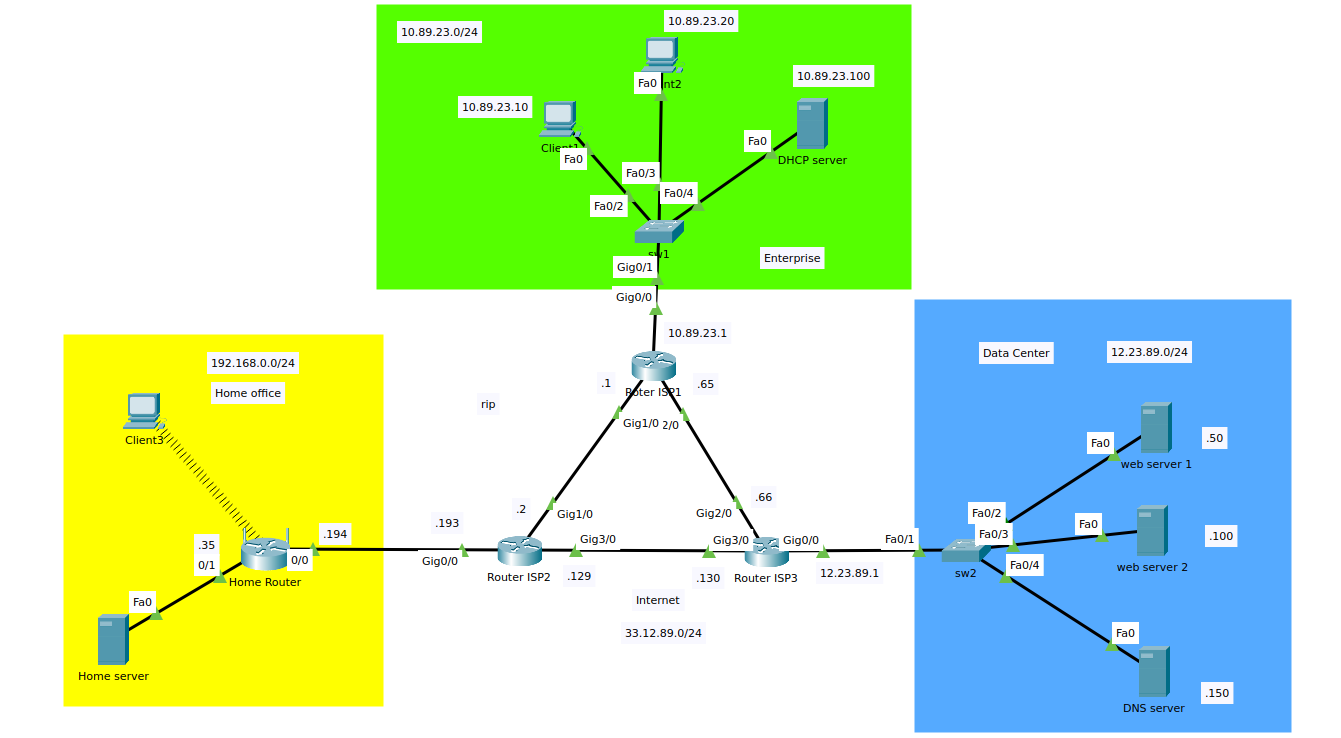 10.89.23.0/24
10.89.23.20
10.89.23.100
10.89.23.10
Fa0
nt2
Fa0
DHCP server
Client1
Fa0
Fa0/3
Fa0/4
Fa0/2
sw1
Gig0/1
Enterprise
Gig0/0
10.89.23.1
.1
Roter ISP1
.65
rip
Gig1/0
2/0
192.168.0.0/24
Home office
Client3
.35
0/1
.194
0/0
Home Router
Fa0
Home server
.193
.2
Gig1/0
Gig0/0
Gig3/0
Router ISP2
.129
.66
Gig2/0
Gig3/0
Gig0/0
.130
Router ISP3
12.23.89.1
Internet
33.12.89.0/24
Data Center
12.23.89.0/24
Fa0
.50
web server 1
Fa0/2
Fa0/3
Fa0/1
Fa0
.100
web server 2
Fa0/4
sw2
Fa0
.150
DNS server